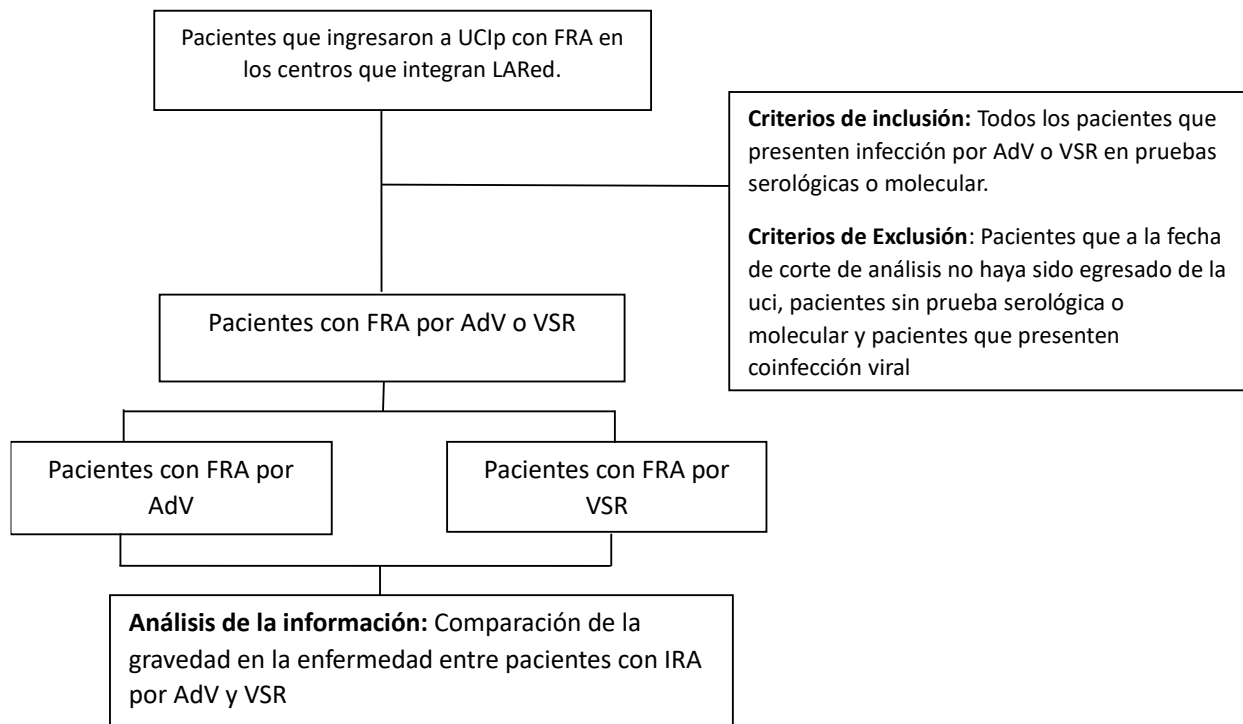 Pacientes que ingresaron a UCIp con FRA en
los centros que integran LARed.
Criterios de inclusión: Todos los pacientes que
presenten infección por AdV o VSR en pruebas
serológicas o molecular.
Criterios de Exclusión: Pacientes que a la fecha
de corte de análisis no haya sido egresado de la
uci, pacientes sin prueba serológica o
molecular y pacientes que presenten
coinfección viral
Pacientes con FRA por AdV o VSR
Pacientes con FRA por
AdV
Pacientes con FRA por
VSR
Análisis de la información: Comparación de la
gravedad en la enfermedad entre pacientes con IRA
por AdV y VSR